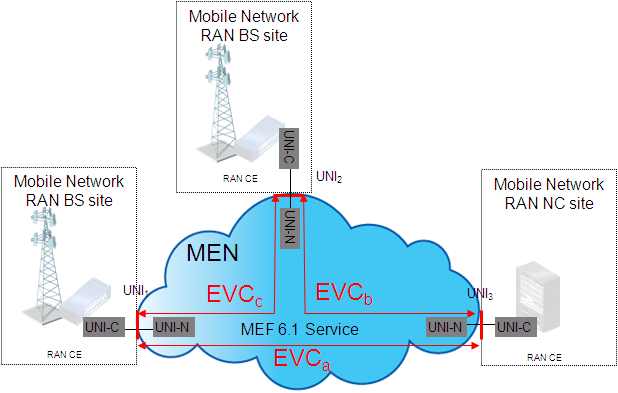 Mobile Network
RAN BS site
UNI-C
RAN CE
UNI2
Mobile Network
RAN BS site
Mobile Network
RAN NC site
UNI-N
MEN
UNI1
EVCc
EVCb
UNI3
UNI-C
UNI-N
MEF 6.1 Service
UNI-N
UNI-C
RAN CE
EVCa
RAN CE